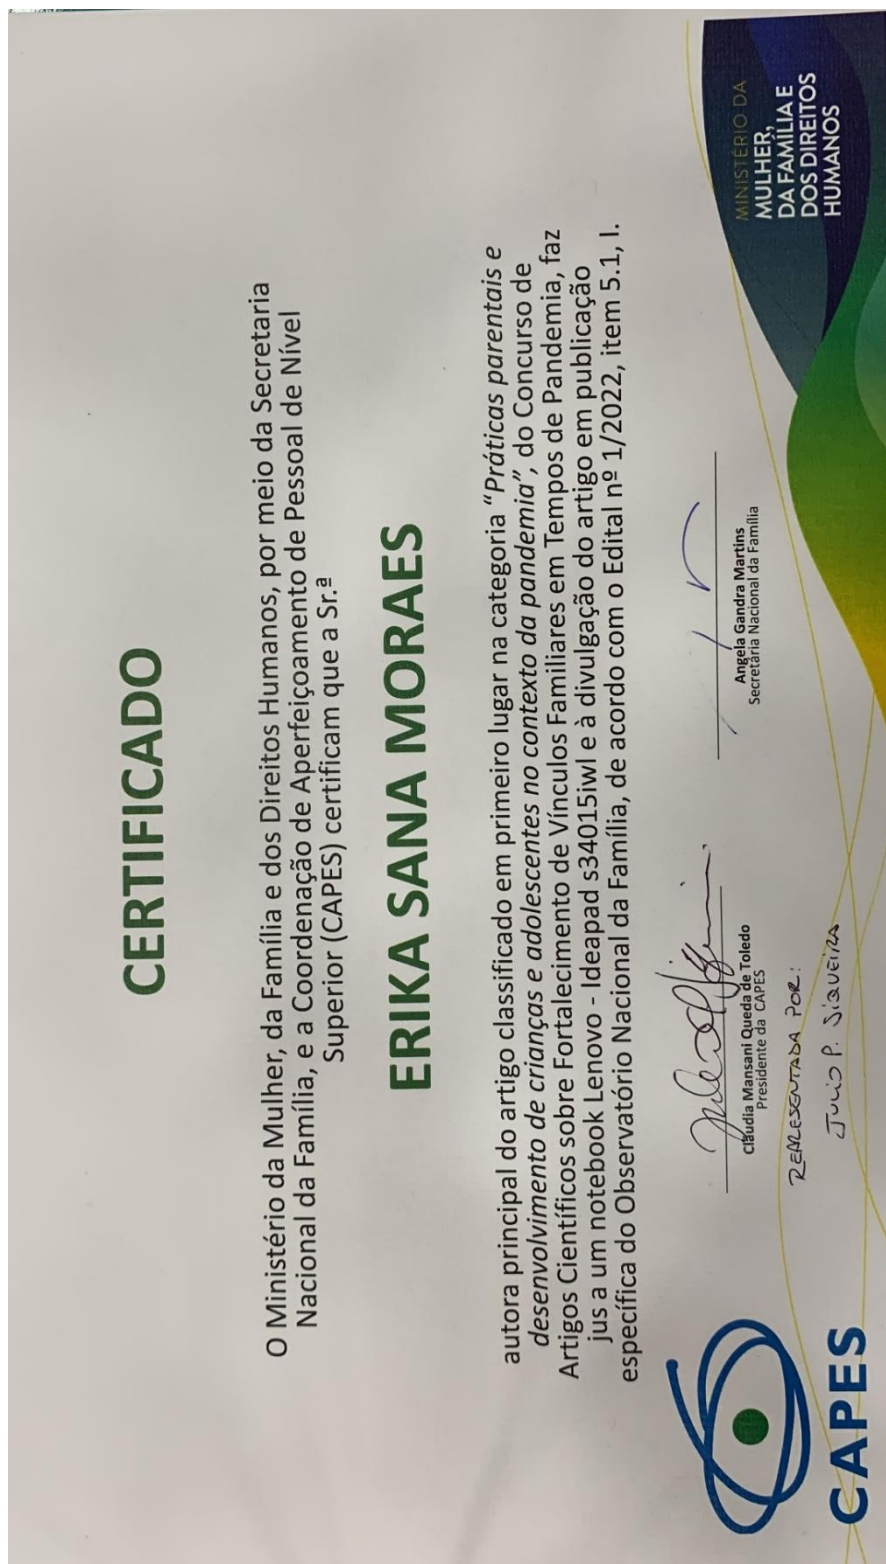 CERTIFICADO
O Ministério da Mulher, da Família e dos Direitos Humanos, por meio da Secretaria
Nacional da Família, e a Coordenação de Aperfeiçoamento de Pessoal de Nível
Superior (CAPES) certificam que a Sr.ª
ERIKA SANA MORAES
autora principal do artigo classificado em primeiro lugar na categoria “Práticas parentais e
desenvolvimento de crianças e adolescentes no contexto da pandemia”, do Concurso de
Artigos Científicos sobre Fortalecimento de Vínculos Familiares em Tempos de Pandemia, faz
jus a um notebook Lenovo - Ideapad s34015iwl e à divulgação do artigo em publicação
específica do Observatório Nacional da Família, de acordo com o Edital nº 1/2022, item 5.1, I.
Cláudia Mansani Queda de Toledo
Presidente da CAPES
REPRESENTADA POR:
JULIO P. SIQUEIRA
Angela Gandra Martins
Secretária Nacional da Família
CAPES
MINISTÉRIO DA
MULHER,
DA FAMÍLIA E
DOS DIREITOS
HUMANOS